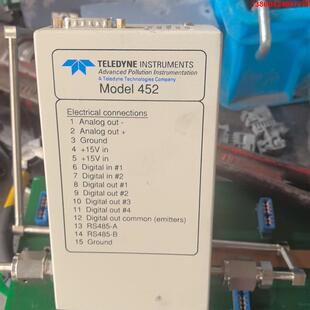 TELEDYNE INSTRUMENTS
Advanced Pollution Instrumentation
A Teledyne Technologies Company
Model 452
Electrical connections
1 Analog out -
2 Analog out +
3 Ground
4 +15V in
5 +15V in
6 Digital in #1
7 Digital in #2
8 Digital out #1
9 Digital out #2
10 Digital out #3
11 Digital out #4
12 Digital out common (emitters)
13 RS485-A
14 RS485-B
15 Ground